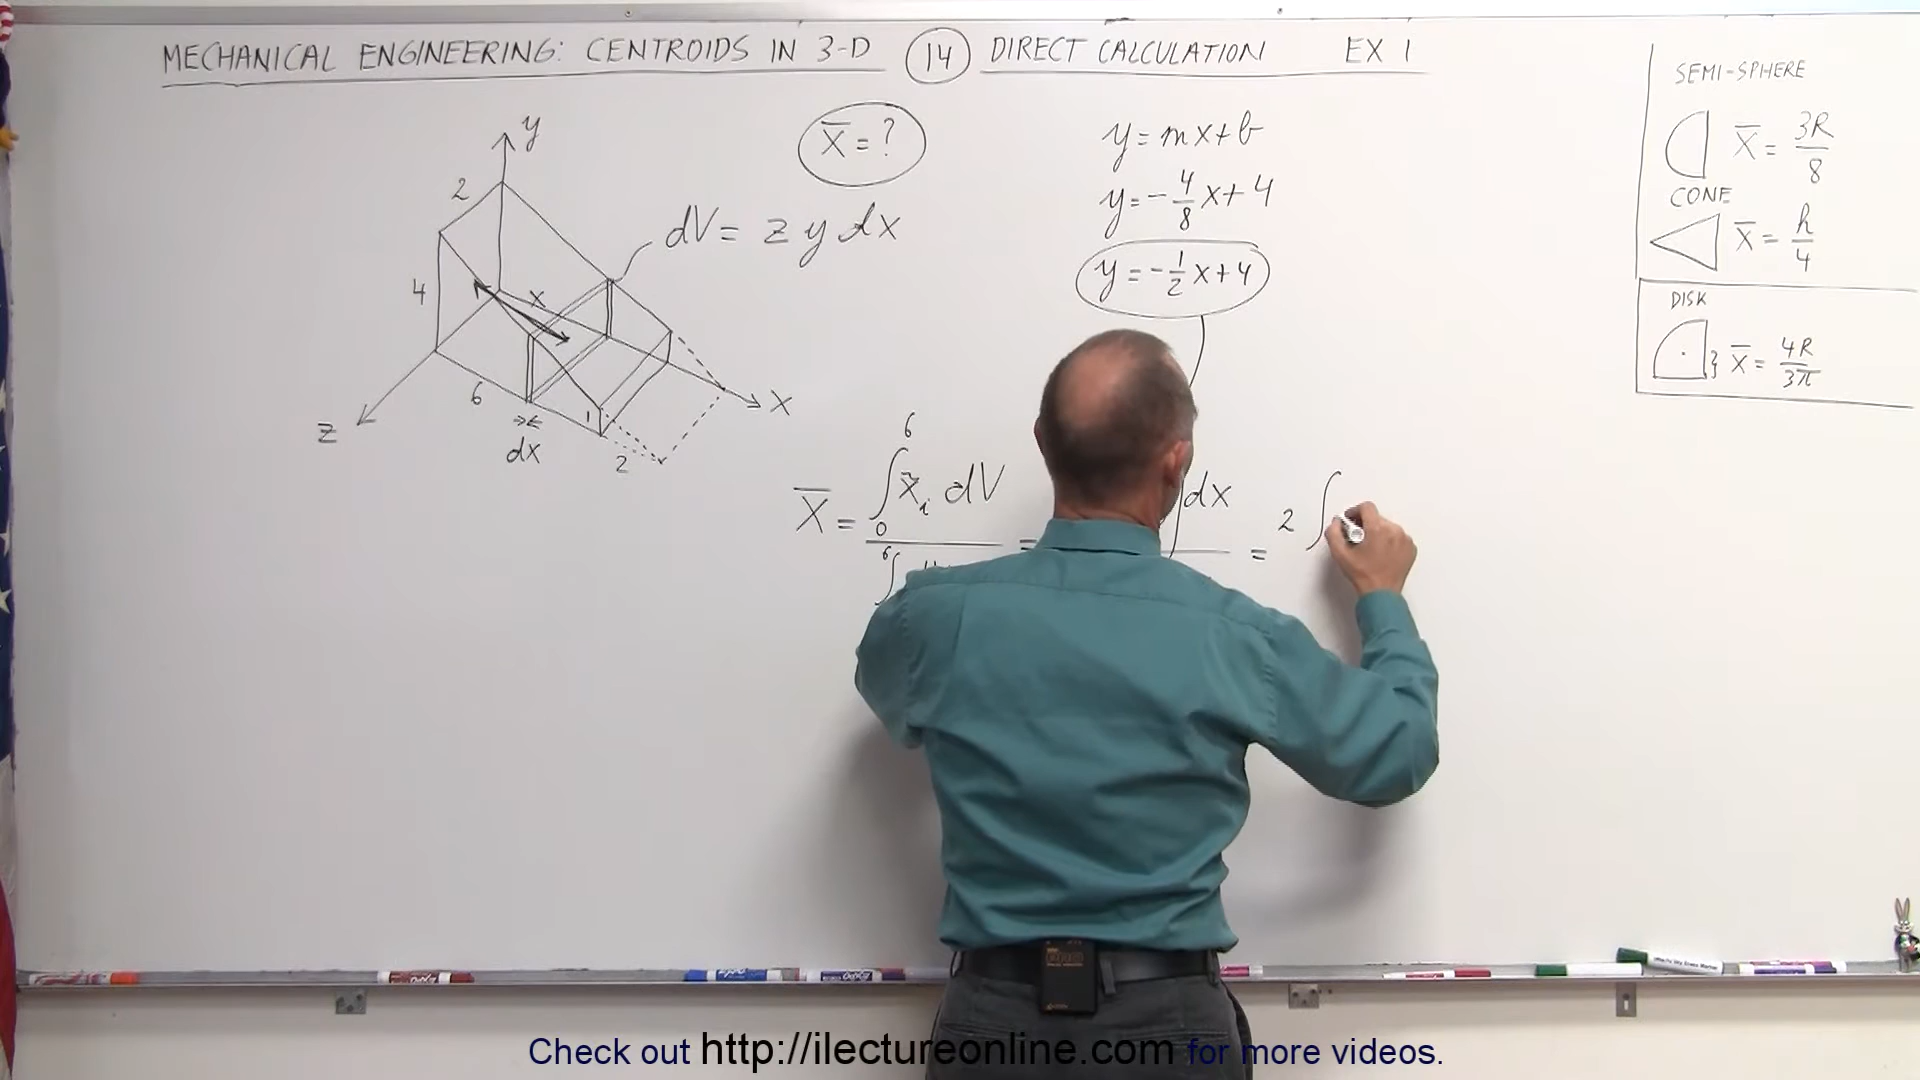 MECHANICAL ENGINEERING: CENTROIDS IN 3-D 14 DIRECT CALCULATION EX 1
X̅ = ?
y
2
dV = z y dx
4
x
6
1
x
z
dx
2
y = mx + b
y = -4/8 x + 4
y = -1/2 x + 4
SEMI-SPHERE
X̅ = 3R/8
CONE
X̅ = h/4
DISK
X̅ = 4R/3π
6
X̅ = ∫ x̃ᵢ dV = dx = 2 ∫
0
6
Check out http://ilectureonline.com for more videos.